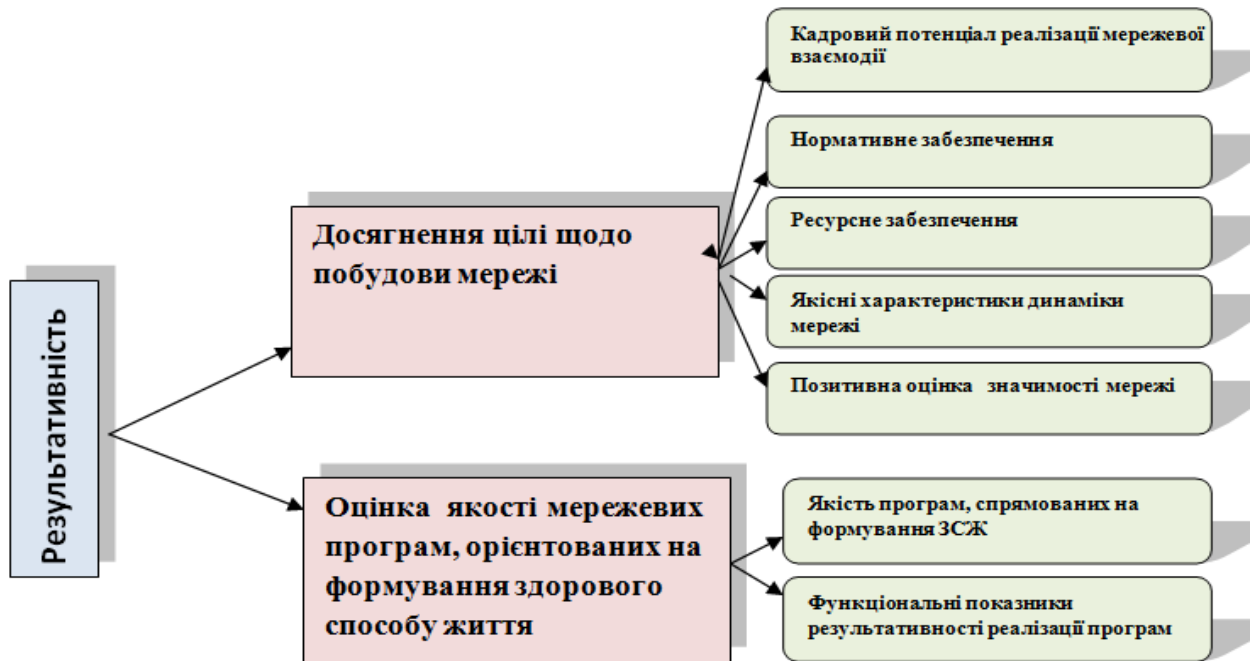 Результативність
Досягнення цілі щодо
побудови мережі
Кадровий потенціал реалізації мережевої
взаємодії
Нормативне забезпечення
Ресурсне забезпечення
Якісні характеристики динаміки
мережі
Позитивна оцінка значимості мережі
Оцінка якості мережевих
програм, орієнтованих на
формування здорового
способу життя
Якість програм, спрямованих на
формування ЗСЖ
Функціональні показники
результативності реалізації програм